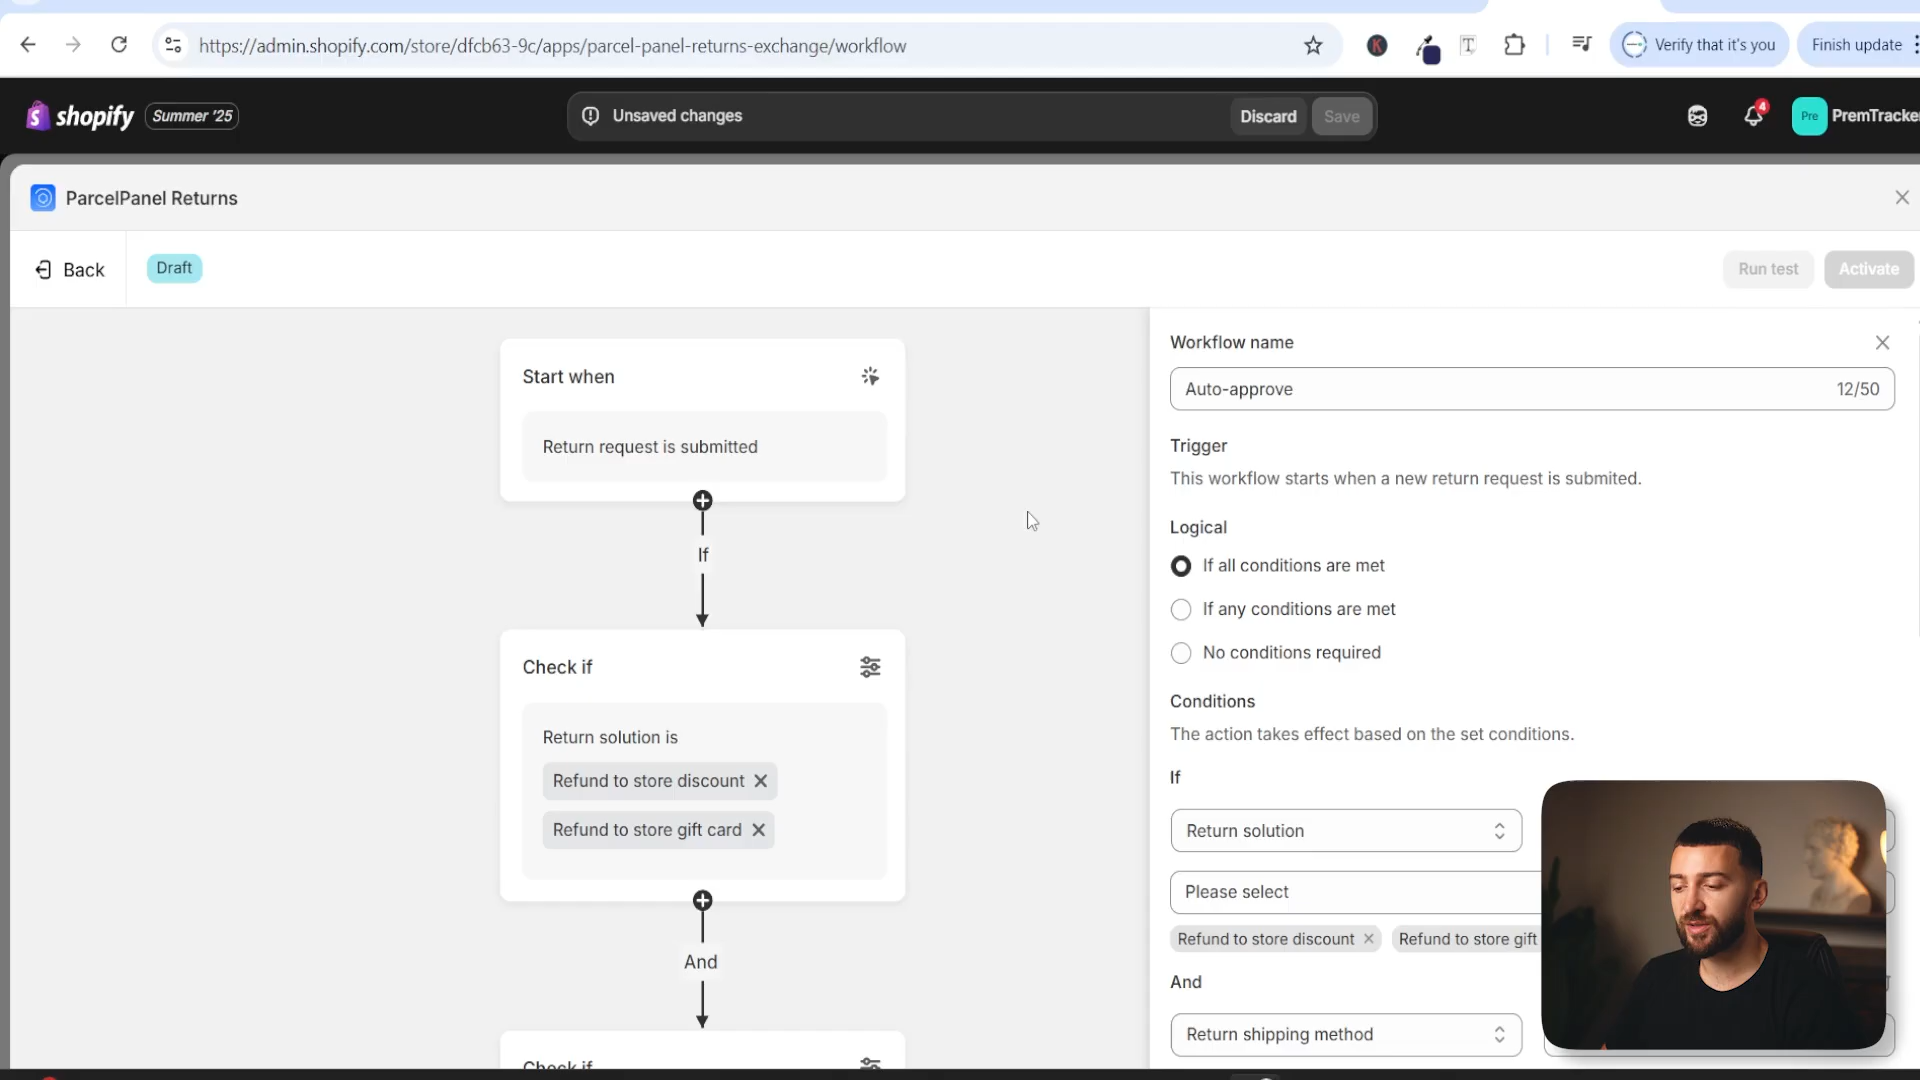 https://admin.shopify.com/store/dfcb63-9c/apps/parcel-panel-returns-exchange/workflow
K
T
Verify that it's you
Finish update
shopify
Summer '25
Unsaved changes
Discard
Save
4
Pre
PremTracker
ParcelPanel Returns
Back
Draft
Run test
Activate
Start when
Return request is submitted
If
Check if
Return solution is
Refund to store discount
Refund to store gift card
And
Check if
Workflow name
Auto-approve
12/50
Trigger
This workflow starts when a new return request is submited.
Logical
If all conditions are met
If any conditions are met
No conditions required
Conditions
The action takes effect based on the set conditions.
If
Return solution
Please select
Refund to store discount
Refund to store gift
And
Return shipping method